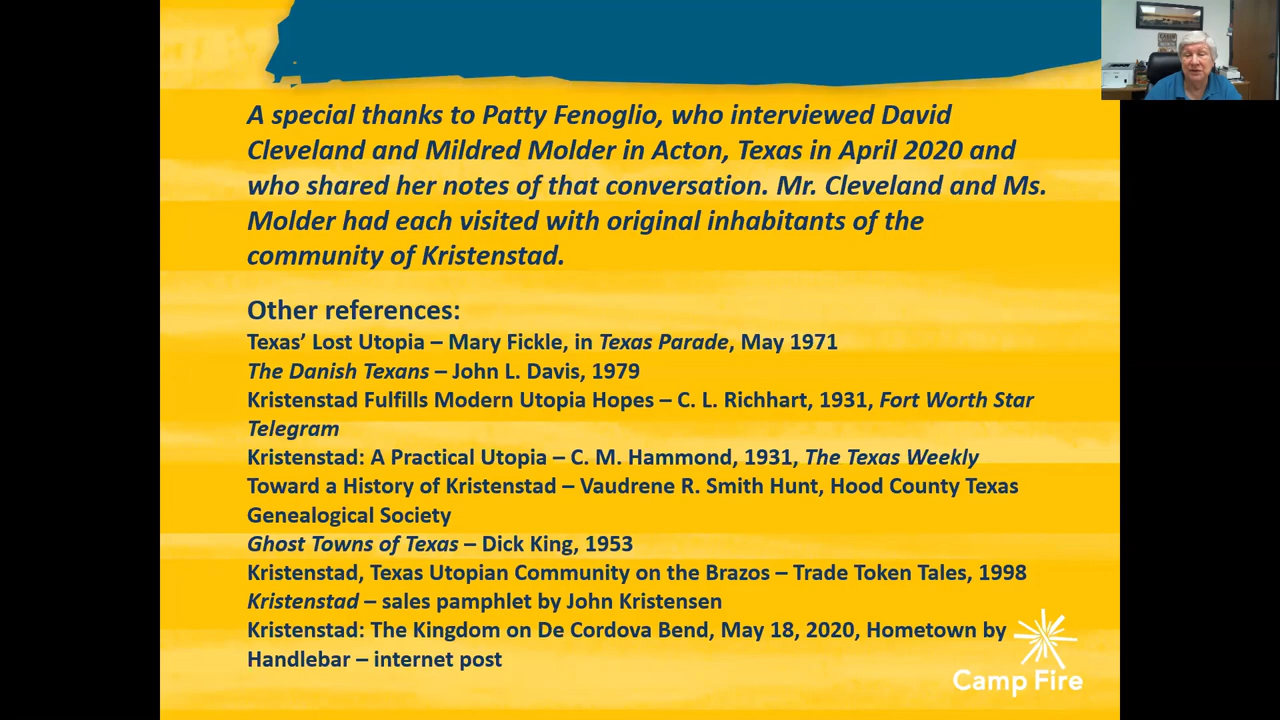 A special thanks to Patty Fenoglio, who interviewed David
Cleveland and Mildred Molder in Acton, Texas in April 2020 and
who shared her notes of that conversation. Mr. Cleveland and Ms.
Molder had each visited with original inhabitants of the
community of Kristenstad.
Other references:
Texas’ Lost Utopia – Mary Fickle, in Texas Parade, May 1971
The Danish Texans – John L. Davis, 1979
Kristenstad Fulfills Modern Utopia Hopes – C. L. Richhart, 1931, Fort Worth Star
Telegram
Kristenstad: A Practical Utopia – C. M. Hammond, 1931, The Texas Weekly
Toward a History of Kristenstad – Vaudrene R. Smith Hunt, Hood County Texas
Genealogical Society
Ghost Towns of Texas – Dick King, 1953
Kristenstad, Texas Utopian Community on the Brazos – Trade Token Tales, 1998
Kristenstad – sales pamphlet by John Kristensen
Kristenstad: The Kingdom on De Cordova Bend, May 18, 2020, Hometown by
Handlebar – internet post
Camp Fire